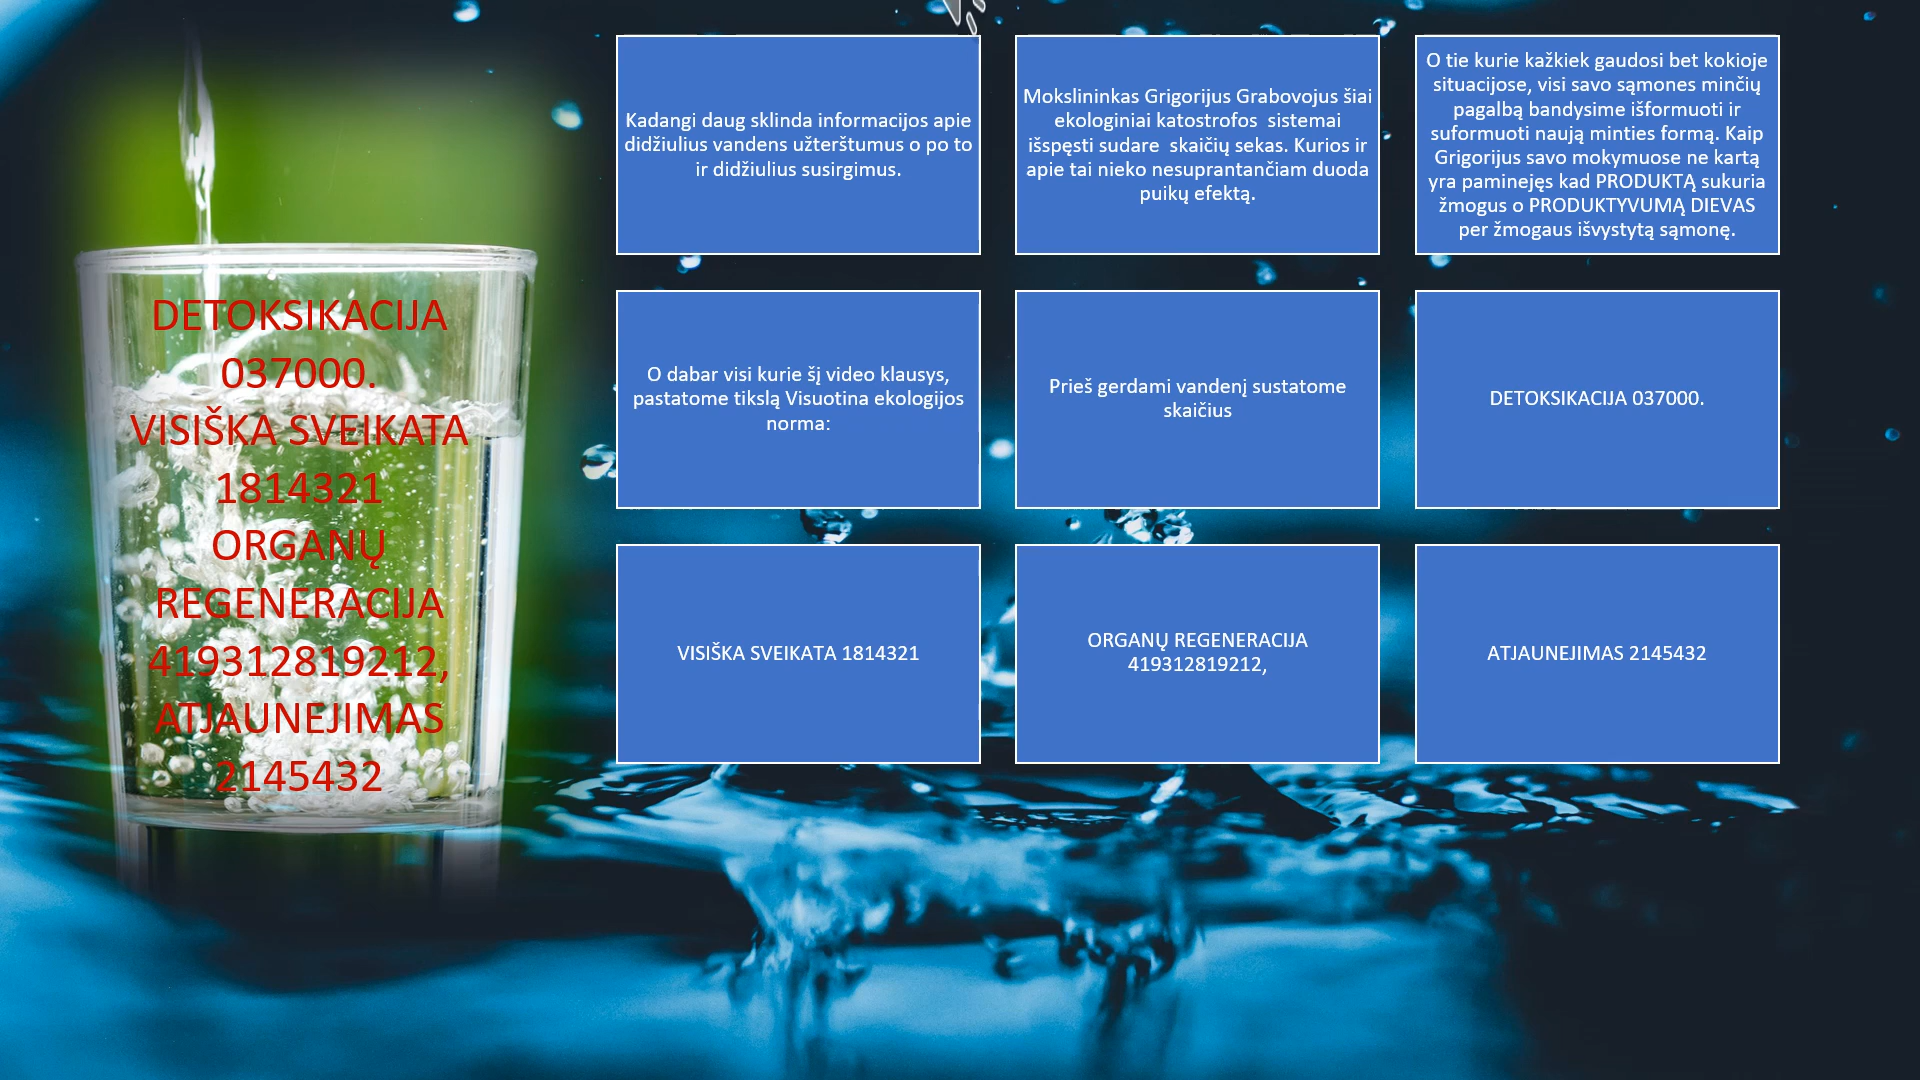 DETOKSIKACIJA
037000.
VISIŠKA SVEIKATA
1814321
ORGANŲ
REGENERACIJA
419312819212,
ATJAUNEJIMAS
2145432
Kadangi daug sklinda informacijos apie
didžiulius vandens užterštumus o po to
ir didžiulius susirgimus.
Mokslininkas Grigorijus Grabovojus šiai
ekologiniai katostrofos sistemai
išspęsti sudare skaičių sekas. Kurios ir
apie tai nieko nesuprantančiam duoda
puikų efektą.
O tie kurie kažkiek gaudosi bet kokioje
situacijose, visi savo sąmones minčių
pagalbą bandysime išformuoti ir
suformuoti naują minties formą. Kaip
Grigorijus savo mokymuose ne kartą
yra paminejęs kad PRODUKTĄ sukuria
žmogus o PRODUKTYVUMĄ DIEVAS
per žmogaus išvystytą sąmonę.
O dabar visi kurie šį video klausys,
pastatome tikslą Visuotina ekologijos
norma:
Prieš gerdami vandenį sustatome
skaičius
DETOKSIKACIJA 037000.
VISIŠKA SVEIKATA 1814321
ORGANŲ REGENERACIJA
419312819212,
ATJAUNEJIMAS 2145432